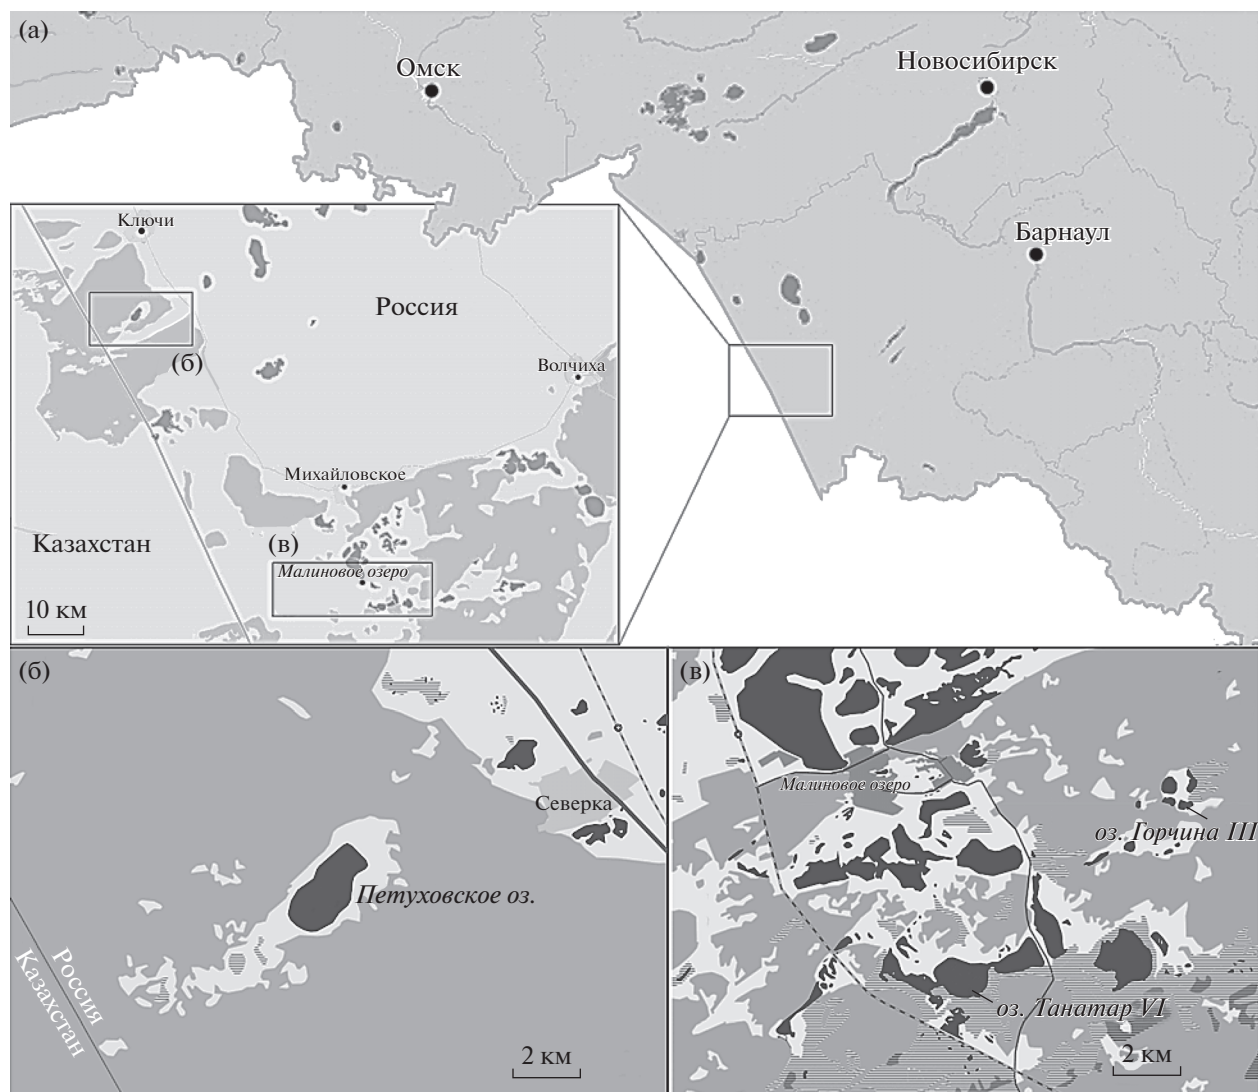 (а)
Омск
Новосибирск
Барнаул
Ключи
Россия
(б)
Волчиха
Михайловское
Казахстан
(в)
Малиновое озеро
10 км
(б)
Северка
Петуховское оз.
Россия
Казахстан
2 км
(в)
Малиновое озеро
оз. Горчина III
оз. Танатар VI
2 км